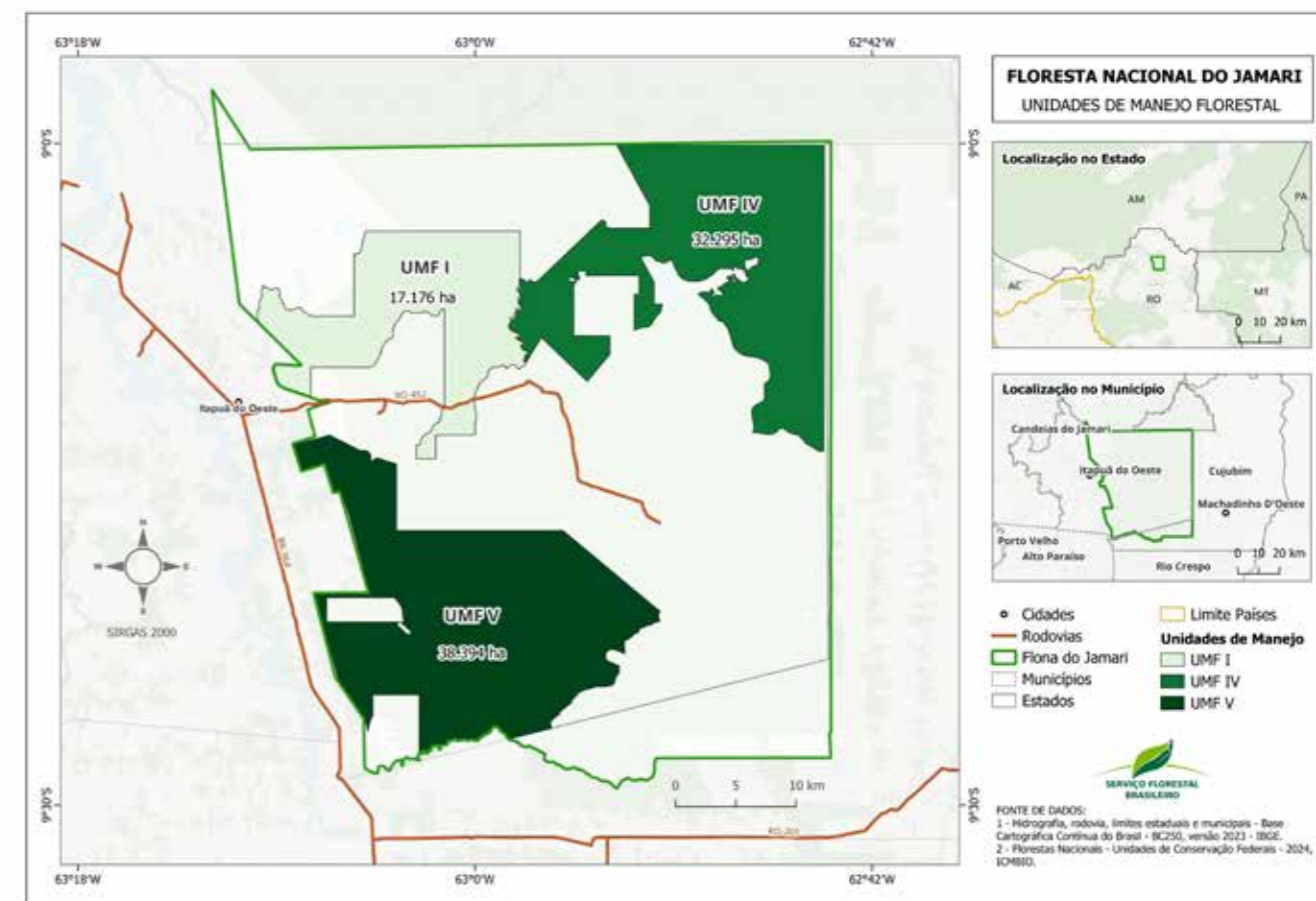 63°18'W
63°0'W
62°42'W
9°0'S
9°0'S
UMF IV
32.295 ha
UMF I
17.176 ha
RO-452
Itapuã do Oeste
BR-364
N
W
E
S
SIRGAS 2000
UMF V
38.394 ha
0 5 10 km
9°30'S
9°30'S
63°18'W
63°0'W
62°42'W
FLORESTA NACIONAL DO JAMARI
UNIDADES DE MANEJO FLORESTAL
Localização no Estado
AM
PA
AC
RO
MT
0 10 20 km
Localização no Município
Candeias do Jamari
Itapuã do Oeste
Cujubim
Machadinho D'Oeste
Porto Velho
Alto Paraíso
Rio Crespo
0 10 20 km
Cidades
Rodovias
Flona do Jamari
Municípios
Estados
Limite Países
Unidades de Manejo
UMF I
UMF IV
UMF V
SERVIÇO FLORESTAL
BRASILEIRO
FONTE DE DADOS:
1 - Hidrografia, rodovia, limites estaduais e municipais - Base
Cartográfica Contínua do Brasil - BC250, versão 2023 - IBGE.
2 - Florestas Nacionais - Unidades de Conservação Federais - 2024,
ICMBIO.